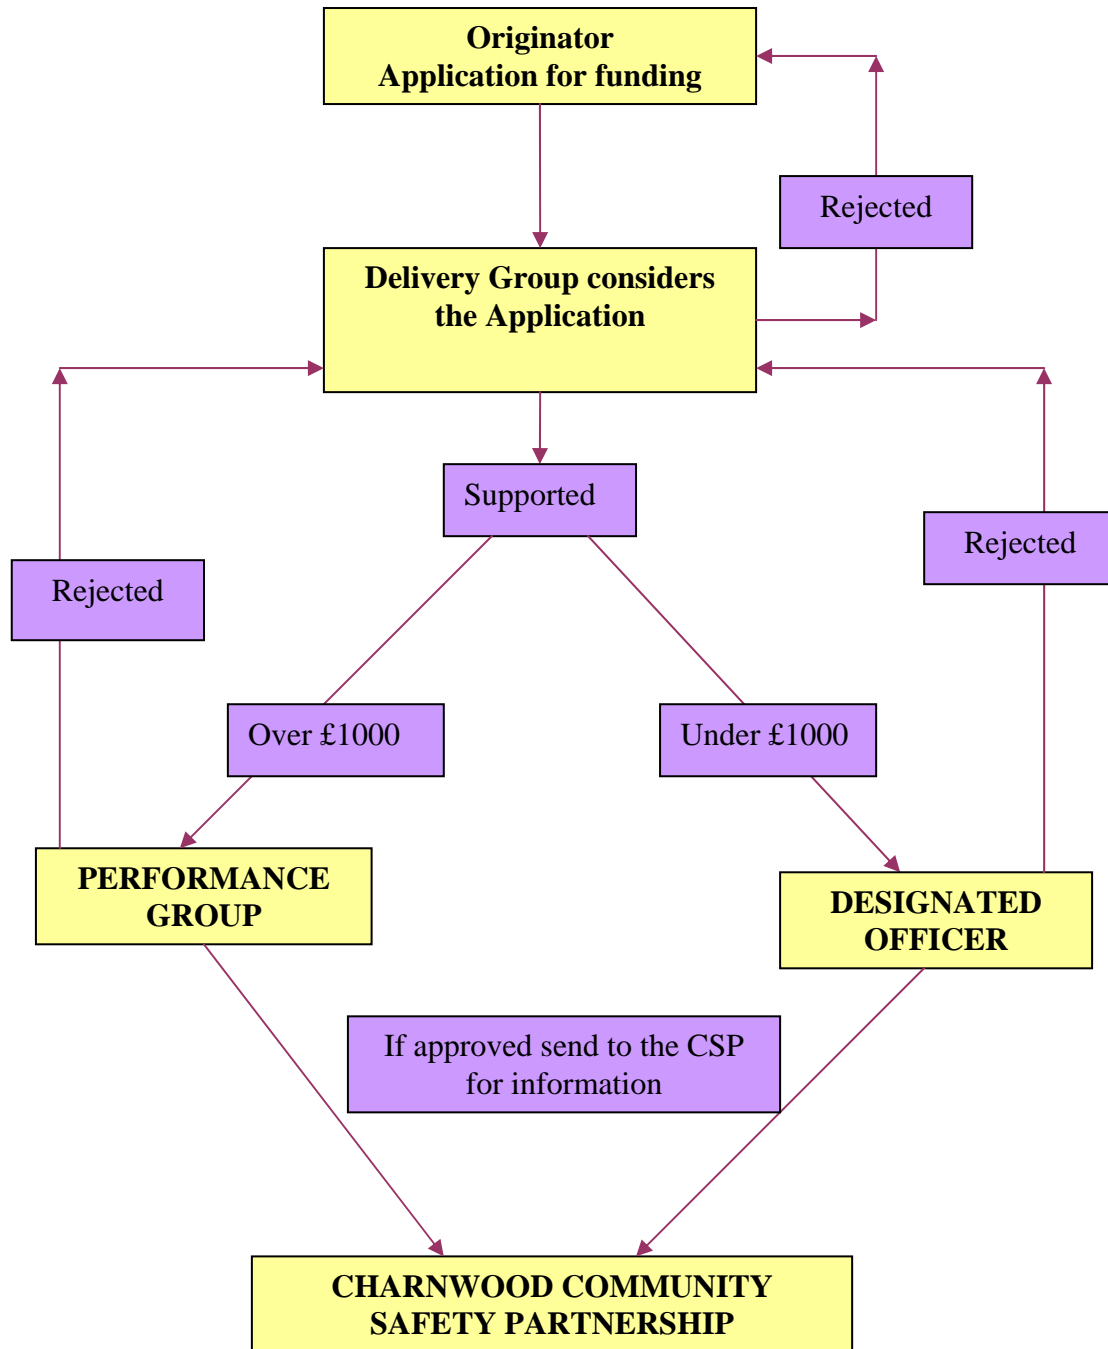 Originator
Application for funding
Rejected
Delivery Group considers
the Application
Supported
Rejected
Rejected
Over £1000
Under £1000
PERFORMANCE
GROUP
DESIGNATED
OFFICER
If approved send to the CSP
for information
CHARNWOOD COMMUNITY
SAFETY PARTNERSHIP